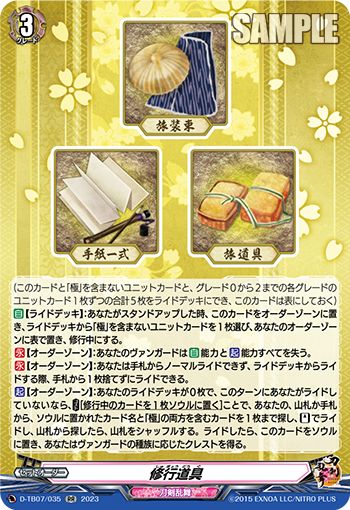 3
グレード
SAMPLE
旅装束
手紙一式
旅道具
(このカードと「極」を含まないユニットカードと、グレード0から2までの各グレードの
ユニットカード1枚ずつの合計5枚をライドデッキにでき、このカードは表にしておく)
自【ライドデッキ】:あなたがスタンドアップした時、このカードをオーダーゾーンに置
き、ライドデッキから「極」を含まないユニットカードを1枚選び、あなたのオーダーゾー
ンに表で置き、修行中にする。
永【オーダーゾーン】:あなたのヴァンガードは自能力と起能力すべてを失う。
永【オーダーゾーン】:あなたは手札からノーマルライドできず、ライドデッキからライ
ドする際、手札から1枚捨てずにライドできる。
起【オーダーゾーン】:あなたのライドデッキが0枚で、このターンにあなたがライドし
ていないなら、[修行中のカードを1枚ソウルに置く]ことで、あなたの、山札か手札
から、ソウルに置かれたカード名と「極」の両方を含むカードを1枚まで探し、でライ
ドし、山札から探したら、山札をシャッフルする。ライドしたら、このカードをソウルに
置き、あなたはヴァンガードの種族に応じたクレストを得る。
セットオーダー
修行道具
刀剣乱舞
D-TB07/035 RR 2023
©2015 EXNOA LLC/NITRO PLUS